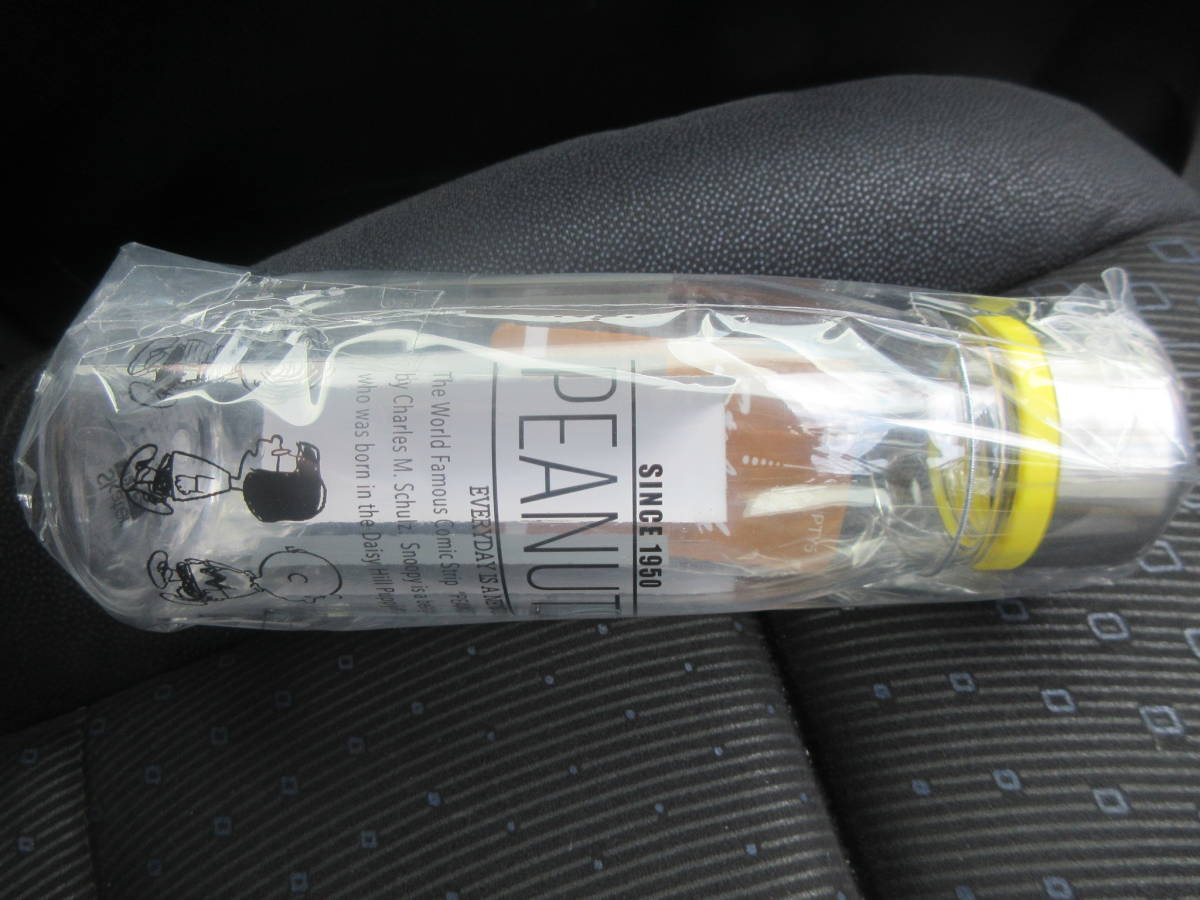 SINCE 1950
PEANUT
EVERYDAY IS A
The World Famous Comic Strip
by Charles M. Schulz. Snoopy is a
who was born in the Daisy Hill Puppy
C